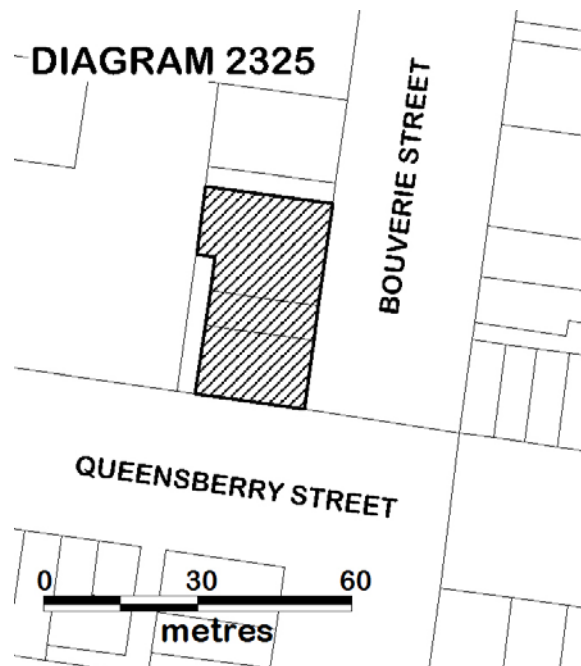 DIAGRAM 2325
BOUVERIE STREET
QUEENSBERRY STREET
0 30 60
metres